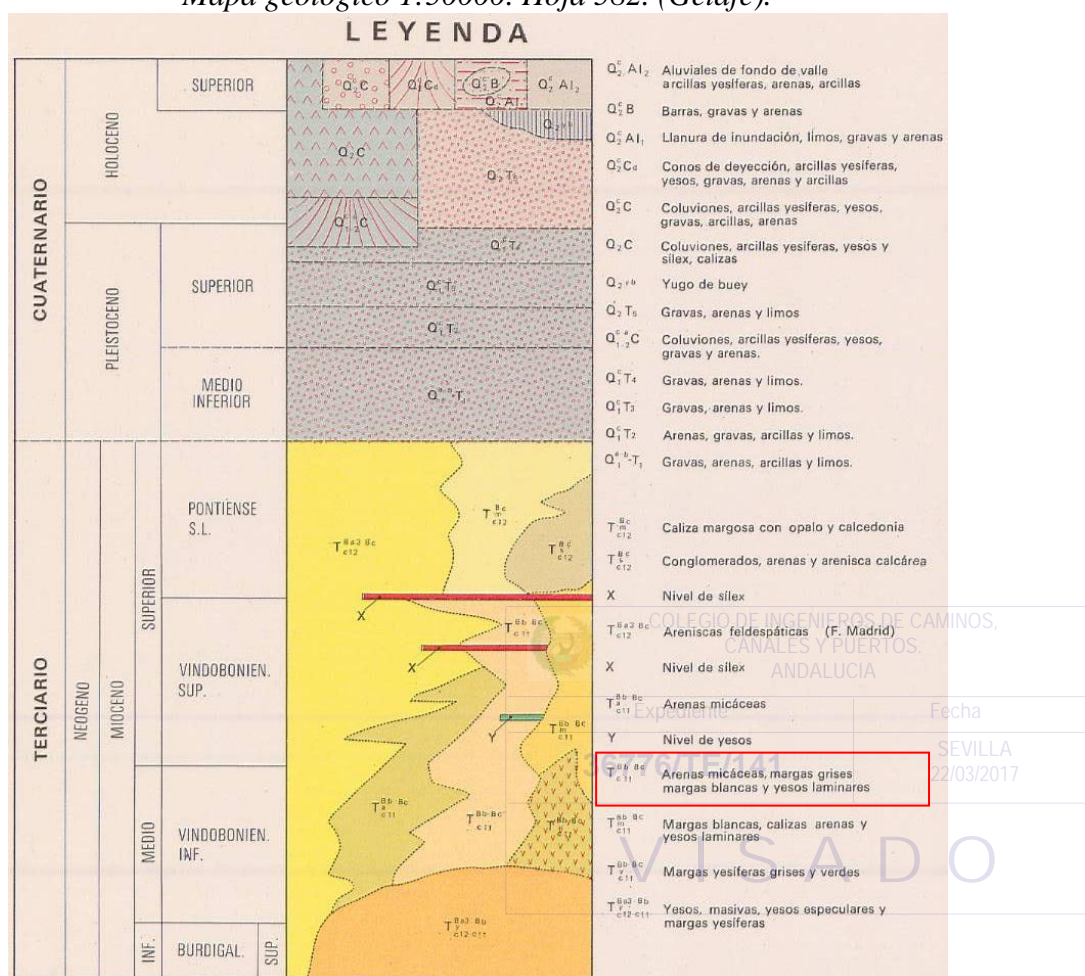 Mapa geológico 1:50000. Hoja 582. (Getafe).
LEYENDA
CUATERNARIO
HOLOCENO
SUPERIOR
PLEISTOCENO
SUPERIOR
MEDIO
INFERIOR
TERCIARIO
NEOGENO
MIOCENO
SUPERIOR
PONTIENSE
S.L.
VINDOBONIEN.
SUP.
MEDIO
VINDOBONIEN.
INF.
INF.
BURDIGAL.
SUP.
X
X
Y
Aluviales de fondo de valle
arcillas yesíferas, arenas, arcillas
Barras, gravas y arenas
Llanura de inundación, limos, gravas y arenas
Conos de deyección, arcillas yesíferas,
yesos, gravas, arenas y arcillas
Coluviones, arcillas yesíferas, yesos,
gravas, arcillas, arenas
Q₂C Coluviones, arcillas yesíferas, yesos y
sílex, calizas
Yugo de buey
Gravas, arenas y limos
Coluviones, arcillas yesíferas, yesos,
gravas y arenas.
Gravas, arenas y limos.
Gravas, arenas y limos.
Arenas, gravas, arcillas y limos.
Gravas, arenas, arcillas y limos.
Caliza margosa con opalo y calcedonia
Conglomerados, arenas y arenisca calcárea
X Nivel de sílex
Areniscas feldespáticas (F. Madrid)
X Nivel de sílex
Arenas micáceas
Y Nivel de yesos
Arenas micáceas, margas grises
margas blancas y yesos laminares
Margas blancas, calizas arenas y
yesos laminares
Margas yesíferas grises y verdes
Yesos, masivas, yesos especulares y
margas yesíferas
COLEGIO DE INGENIEROS DE CAMINOS,
CANALES Y PUERTOS.
ANDALUCIA
Expediente Fecha
36776/TE/141
SEVILLA
22/03/2017
VISADO